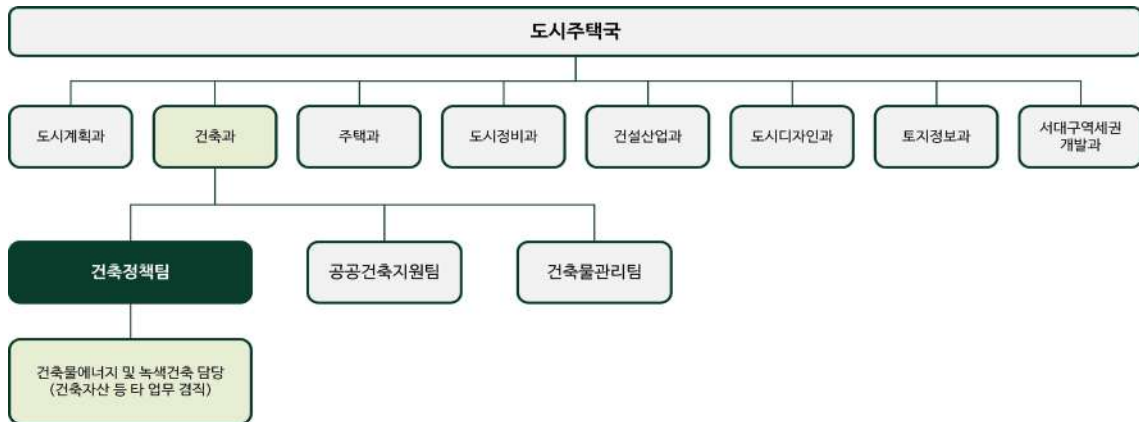 도시주택국
도시계획과
건축과
주택과
도시정비과
건설산업과
도시디자인과
토지정보과
서대구역세권
개발과
건축정책팀
공공건축지원팀
건축물관리팀
건축물에너지 및 녹색건축 담당
(건축자산 등 타 업무 겸직)